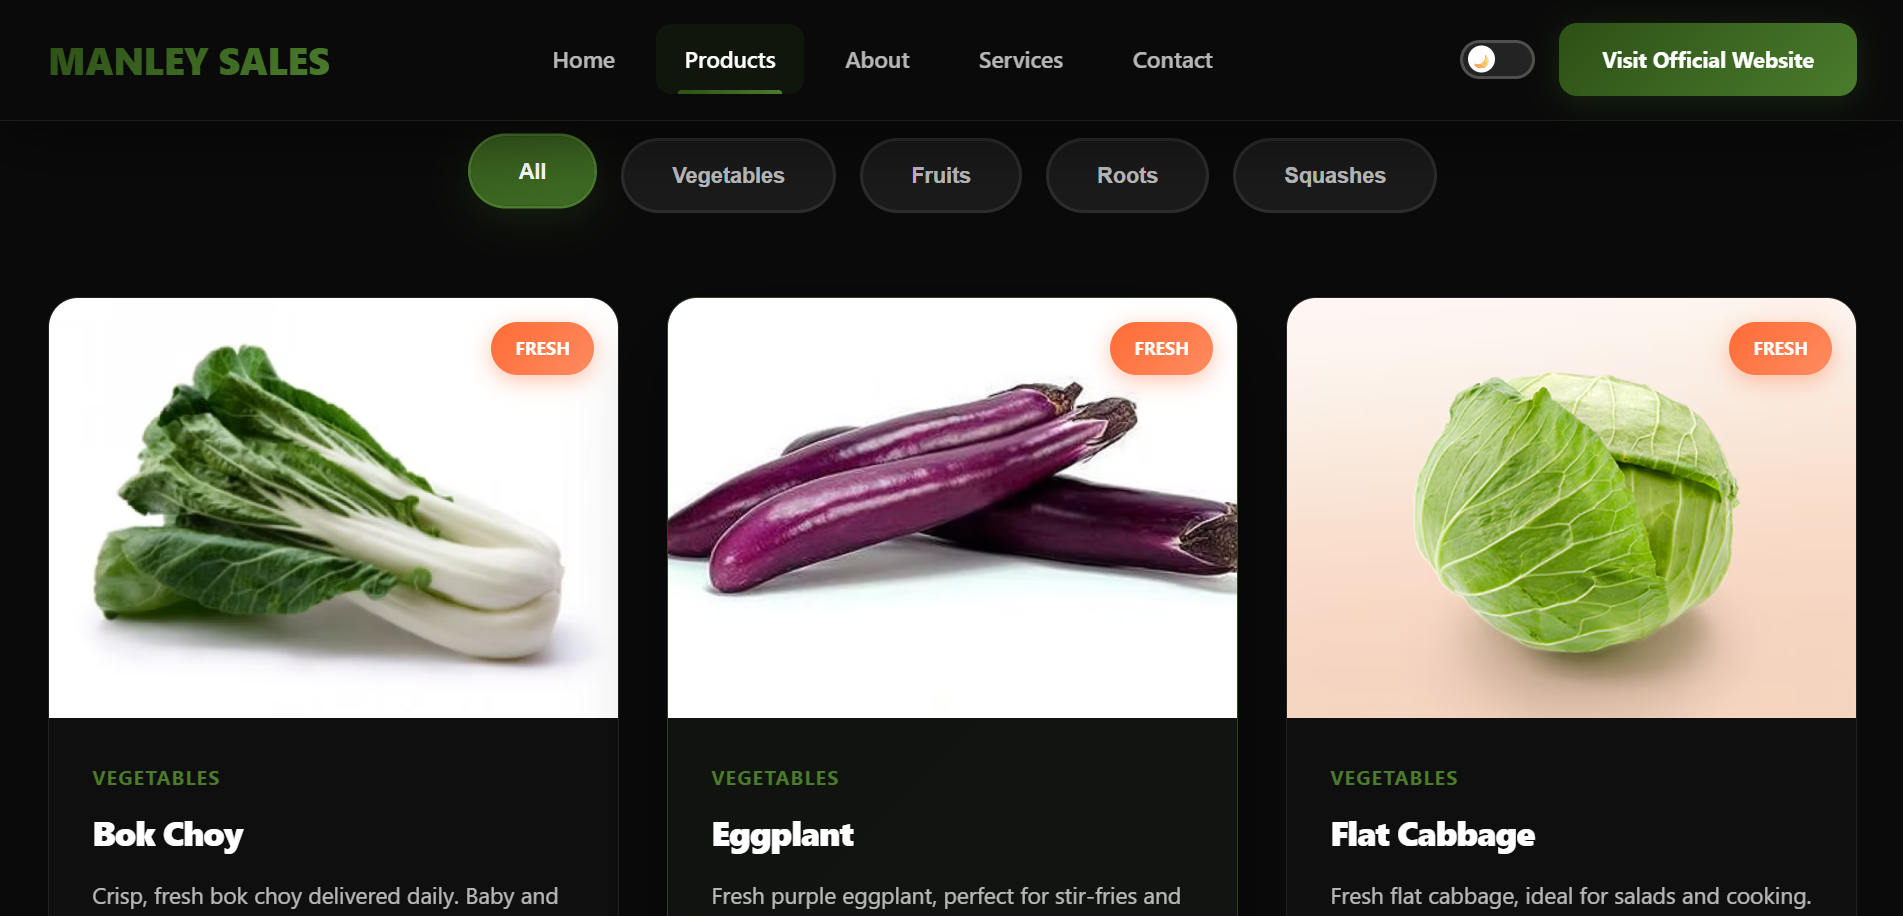 MANLEY SALES
Home
Products
About
Services
Contact
Visit Official Website
All
Vegetables
Fruits
Roots
Squashes
FRESH
FRESH
FRESH
VEGETABLES
Bok Choy
Crisp, fresh bok choy delivered daily. Baby and
VEGETABLES
Eggplant
Fresh purple eggplant, perfect for stir-fries and
VEGETABLES
Flat Cabbage
Fresh flat cabbage, ideal for salads and cooking.